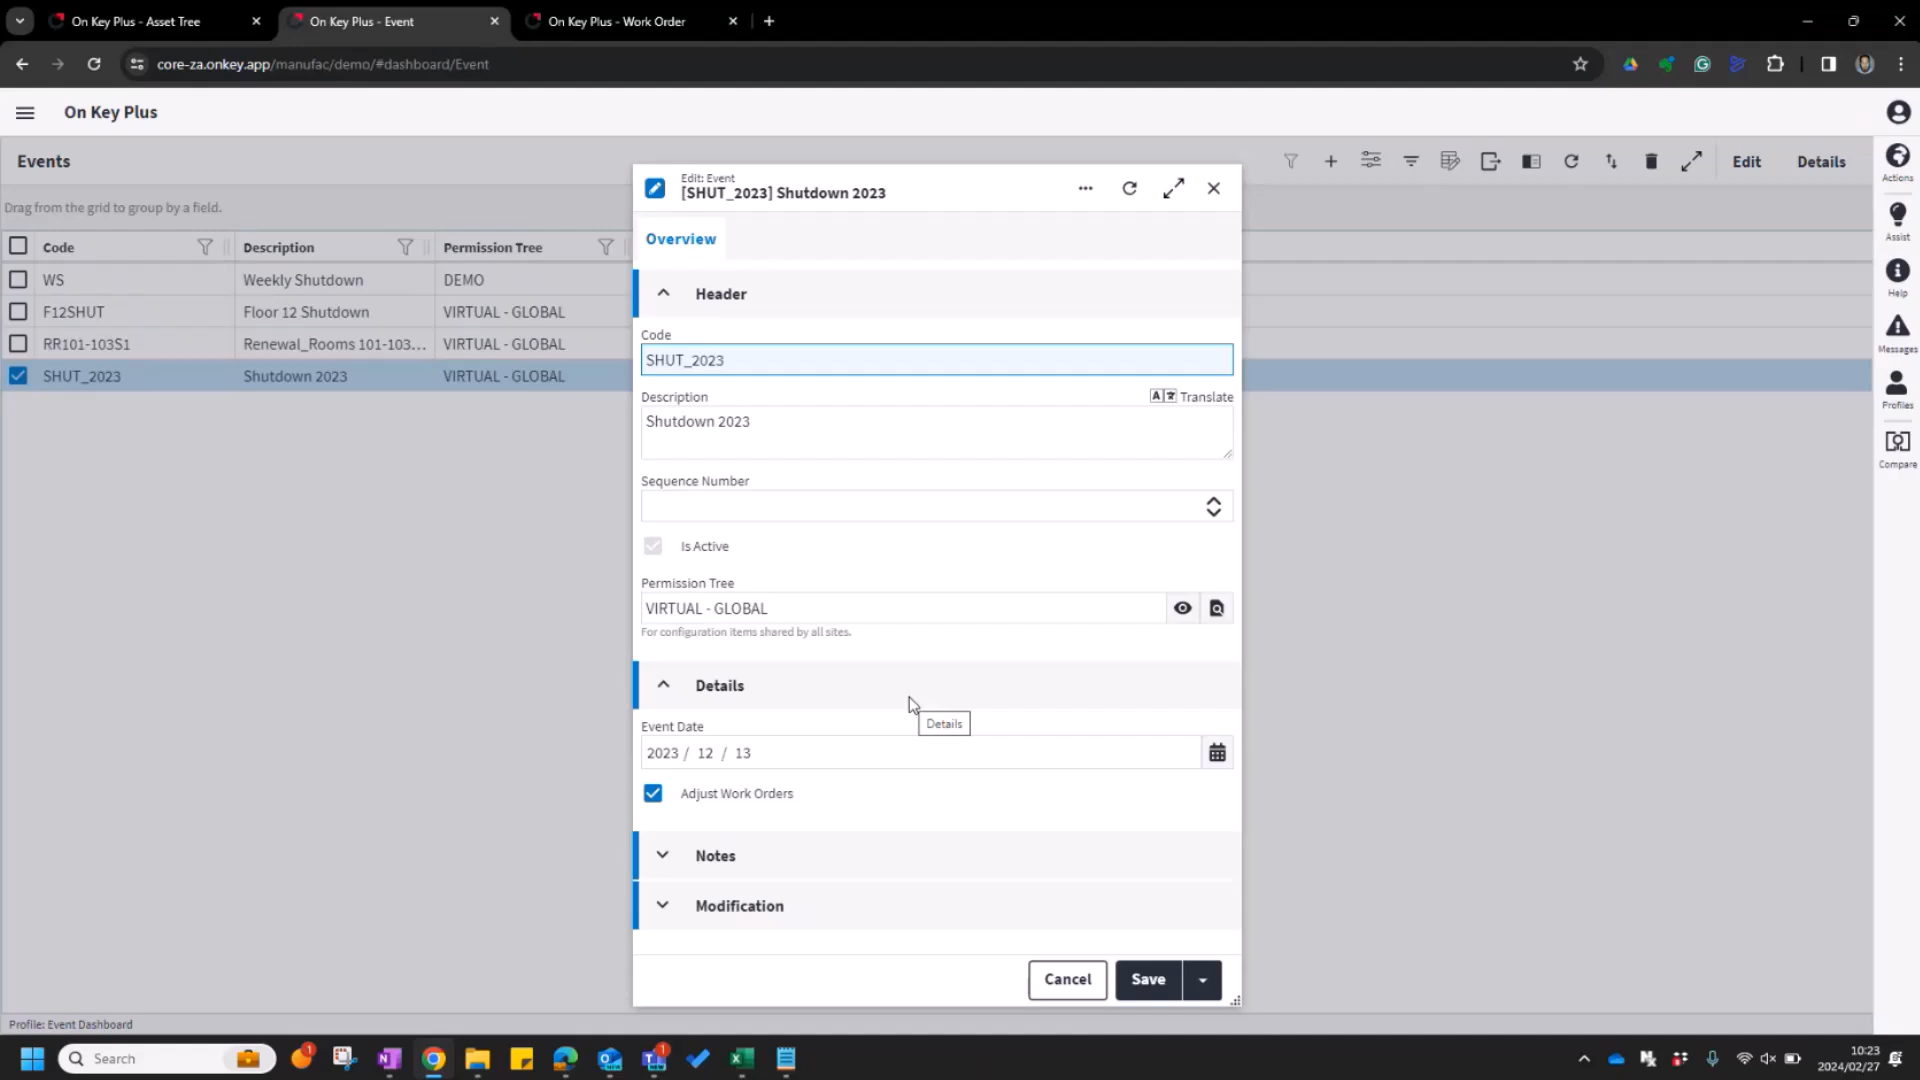 On Key Plus - Asset Tree
On Key Plus - Event
On Key Plus - Work Order
core-za.onkey.app/manufac/demo/#dashboard/Event
On Key Plus
Events
Edit
Details
Drag from the grid to group by a field.
Code
Description
Permission Tree
WS
Weekly Shutdown
DEMO
F12SHUT
Floor 12 Shutdown
VIRTUAL - GLOBAL
RR101-103S1
Renewal_Rooms 101-103...
VIRTUAL - GLOBAL
SHUT_2023
Shutdown 2023
VIRTUAL - GLOBAL
Edit: Event
[SHUT_2023] Shutdown 2023
Overview
Header
Code
SHUT_2023
Description
Translate
Shutdown 2023
Sequence Number
Is Active
Permission Tree
VIRTUAL - GLOBAL
For configuration items shared by all sites.
Details
Details
Event Date
2023 / 12 / 13
Adjust Work Orders
Notes
Modification
Cancel
Save
Actions
Assist
Help
Messages
Profiles
Compare
Profile: Event Dashboard
Search
10:23
2024/02/27